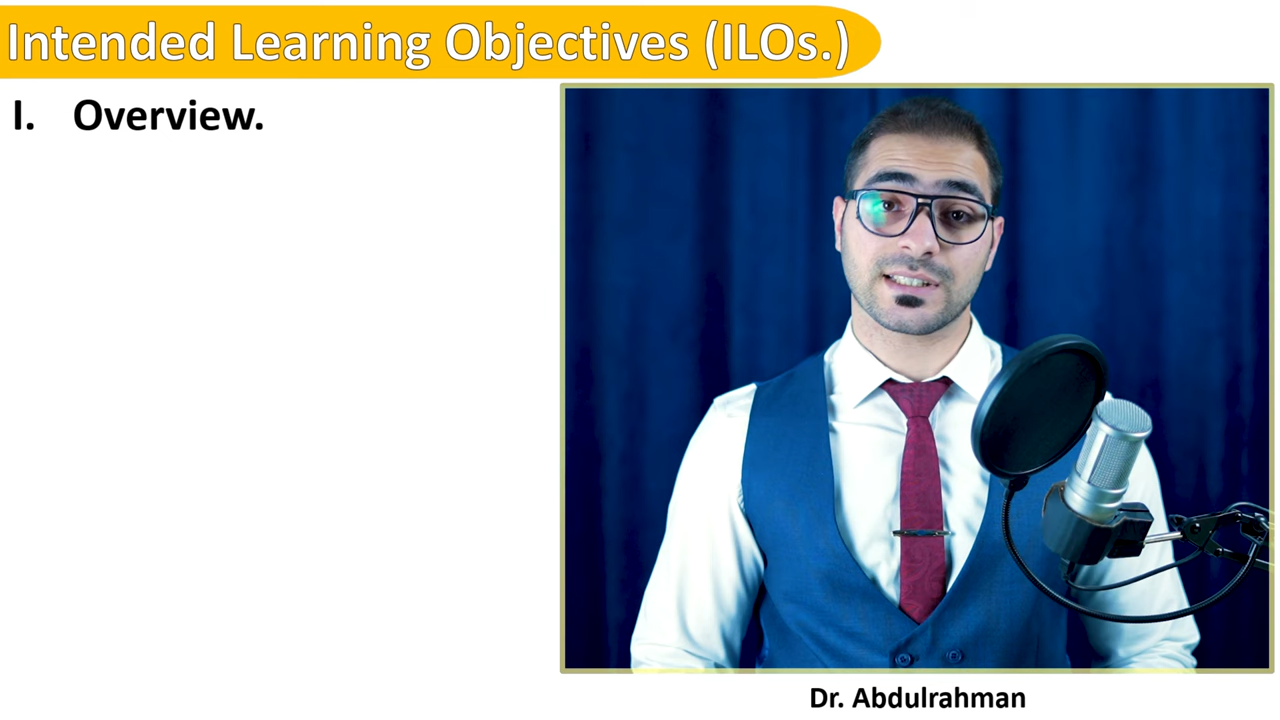 Intended Learning Objectives (ILOs.)
I. Overview.
Dr. Abdulrahman